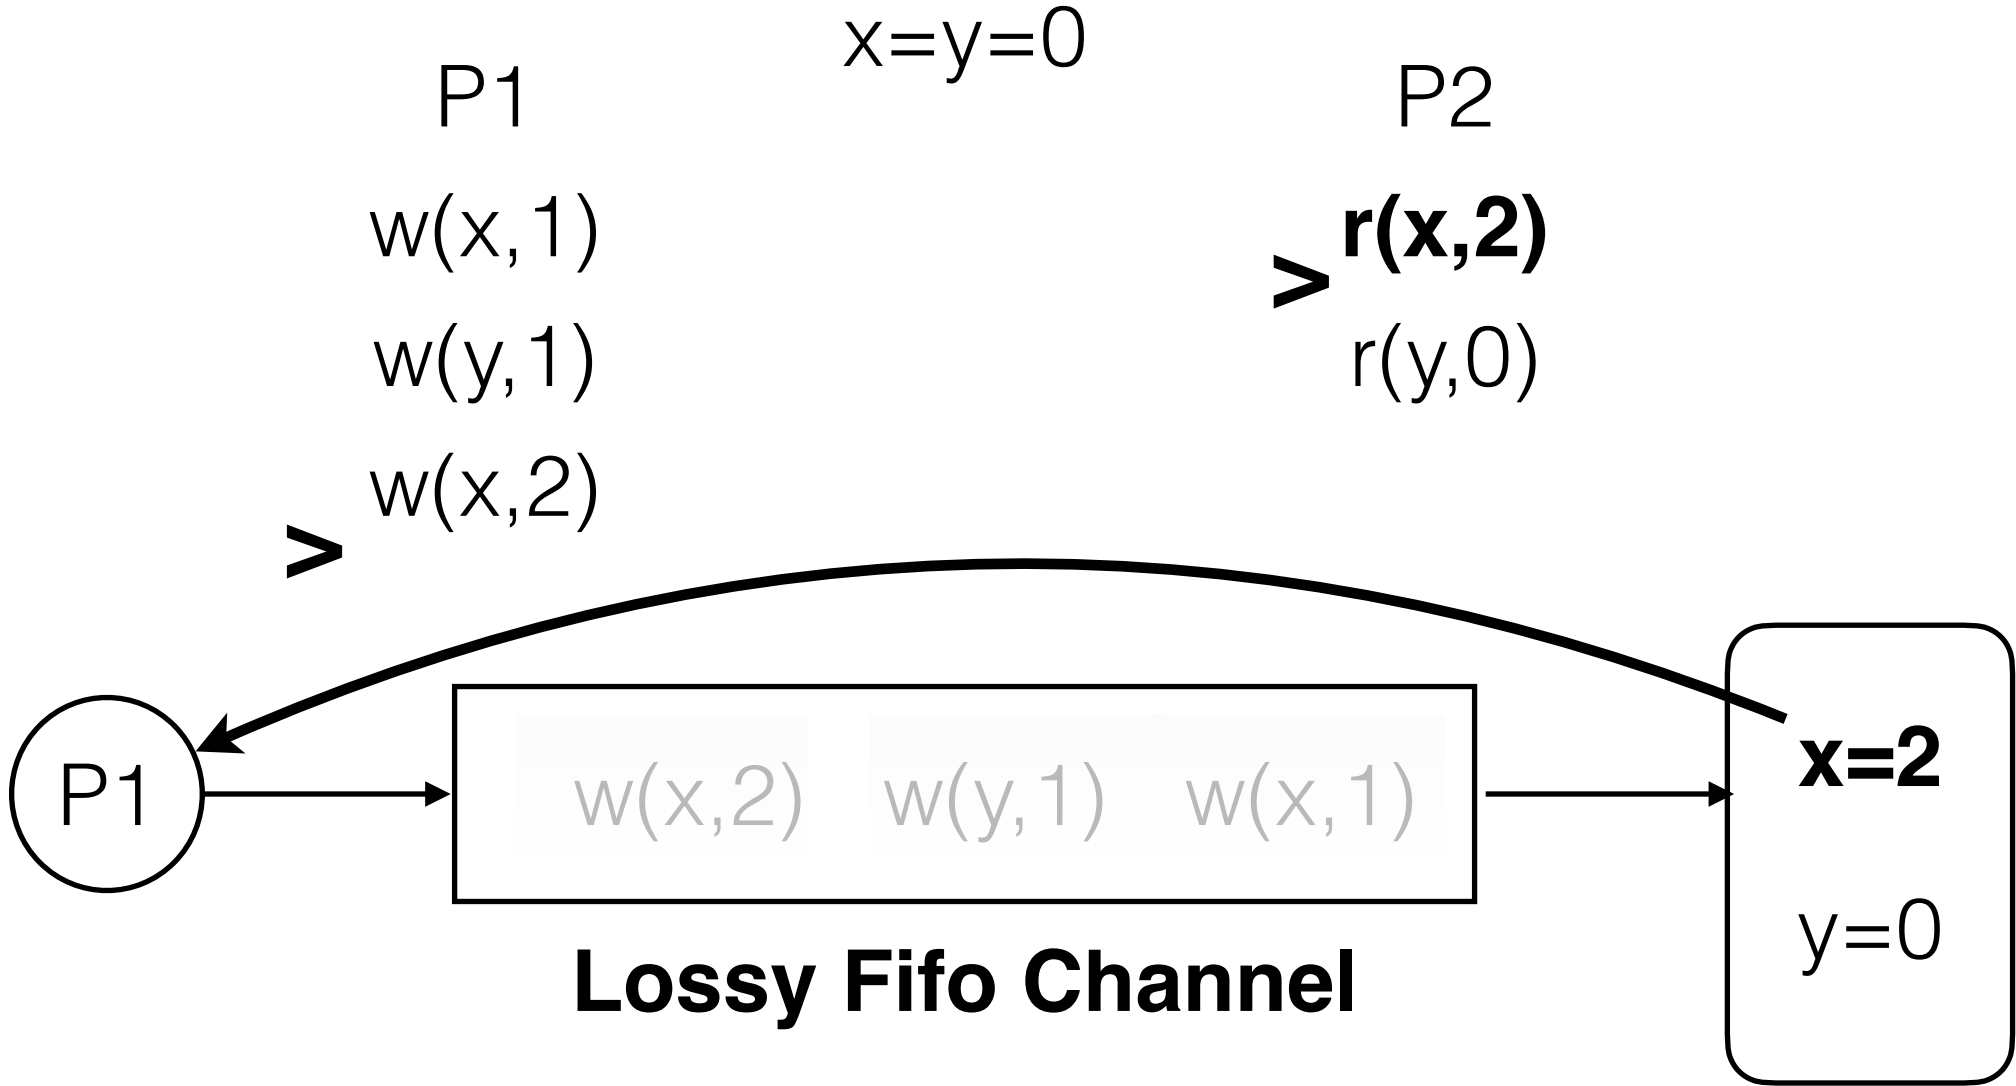 x=y=0
P1 P2
w(x,1) r(x,2)
>
w(y,1) r(y,0)
w(x,2)
>
P1 w(x,2) w(y,1) w(x,1) x=2
y=0
Lossy Fifo Channel